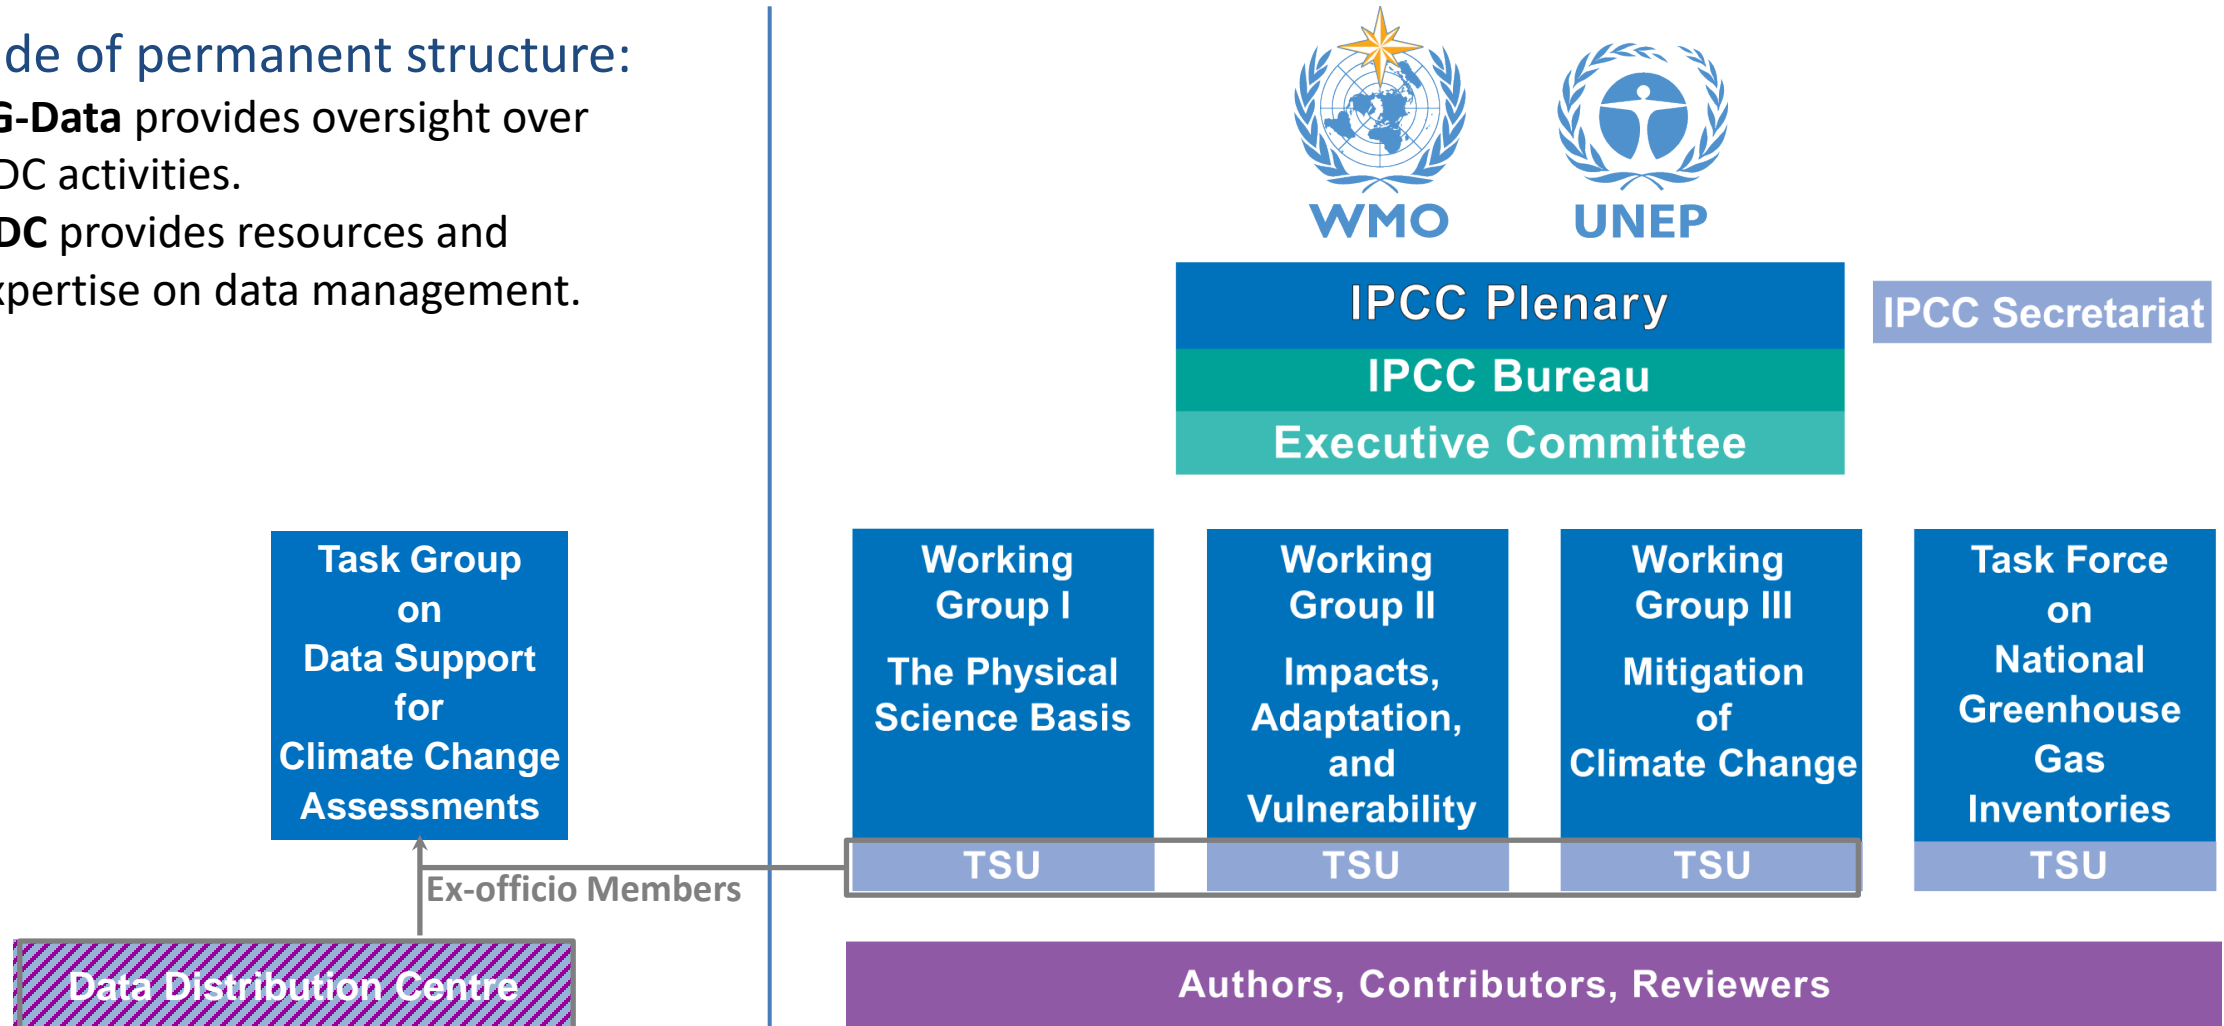 de of permanent structure:
G-Data provides oversight over
DC activities.
DC provides resources and
xpertise on data management.
WMO
UNEP
IPCC Plenary
IPCC Bureau
Executive Committee
IPCC Secretariat
Task Group
on
Data Support
for
Climate Change
Assessments
Working
Group I
The Physical
Science Basis
TSU
Working
Group II
Impacts,
Adaptation,
and
Vulnerability
TSU
Working
Group III
Mitigation
of
Climate Change
TSU
Task Force
on
National
Greenhouse
Gas
Inventories
TSU
Ex-officio Members
Data Distribution Centre
Authors, Contributors, Reviewers